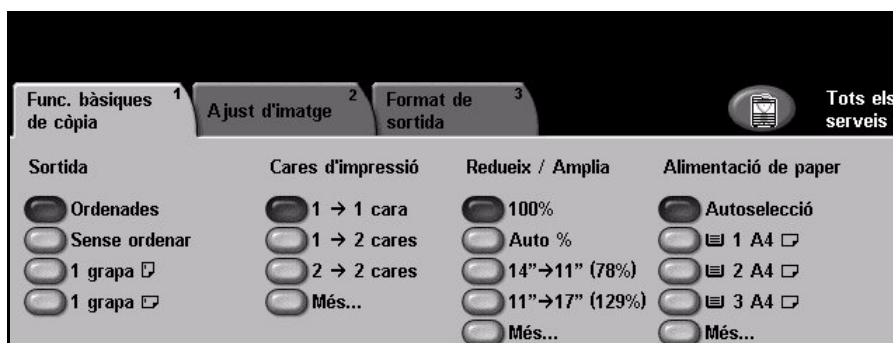 Func. bàsiques 1
de còpia
Ajust d'imatge 2
Format de 3
sortida
Tots els
serveis
Sortida
Ordenades
Sense ordenar
1 grapa
1 grapa
Cares d'impressió
1 → 1 cara
1 → 2 cares
2 → 2 cares
Més...
Redueix / Amplia
100%
Auto %
14”→11” (78%)
11”→17” (129%)
Més...
Alimentació de paper
Autoselecció
1 A4
2 A4
3 A4
Més...